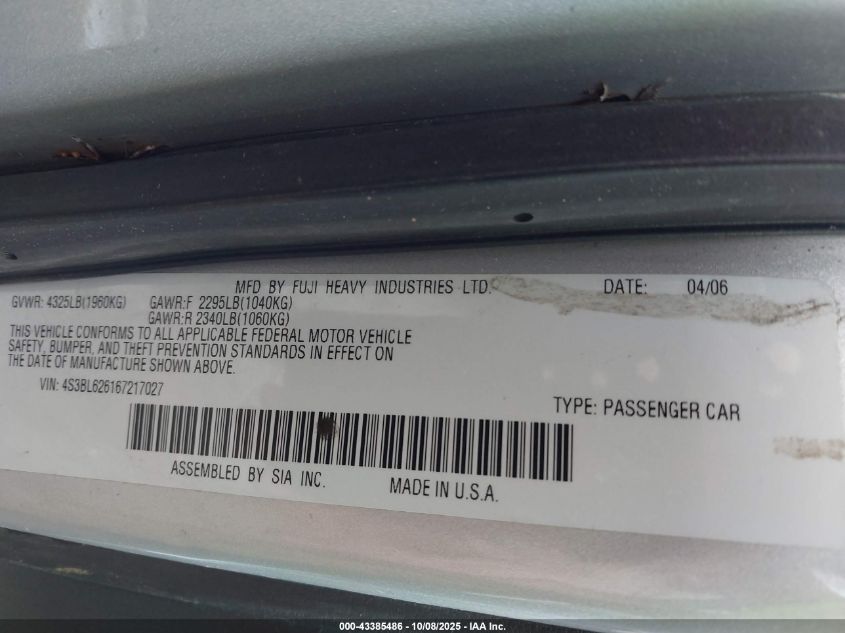 MFD BY FUJI HEAVY INDUSTRIES LTD. DATE: 04/06
GVWR: 4325LB(1960KG) GAWR:F 2295LB(1040KG)
GAWR:R 2340LB(1060KG)
THIS VEHICLE CONFORMS TO ALL APPLICABLE FEDERAL MOTOR VEHICLE
SAFETY, BUMPER, AND THEFT PREVENTION STANDARDS IN EFFECT ON
THE DATE OF MANUFACTURE SHOWN ABOVE.
VIN: 4S3BL626167217027
TYPE: PASSENGER CAR
ASSEMBLED BY SIA INC. MADE IN U.S.A.
000-43385486 - 10/08/2025 - IAA Inc.